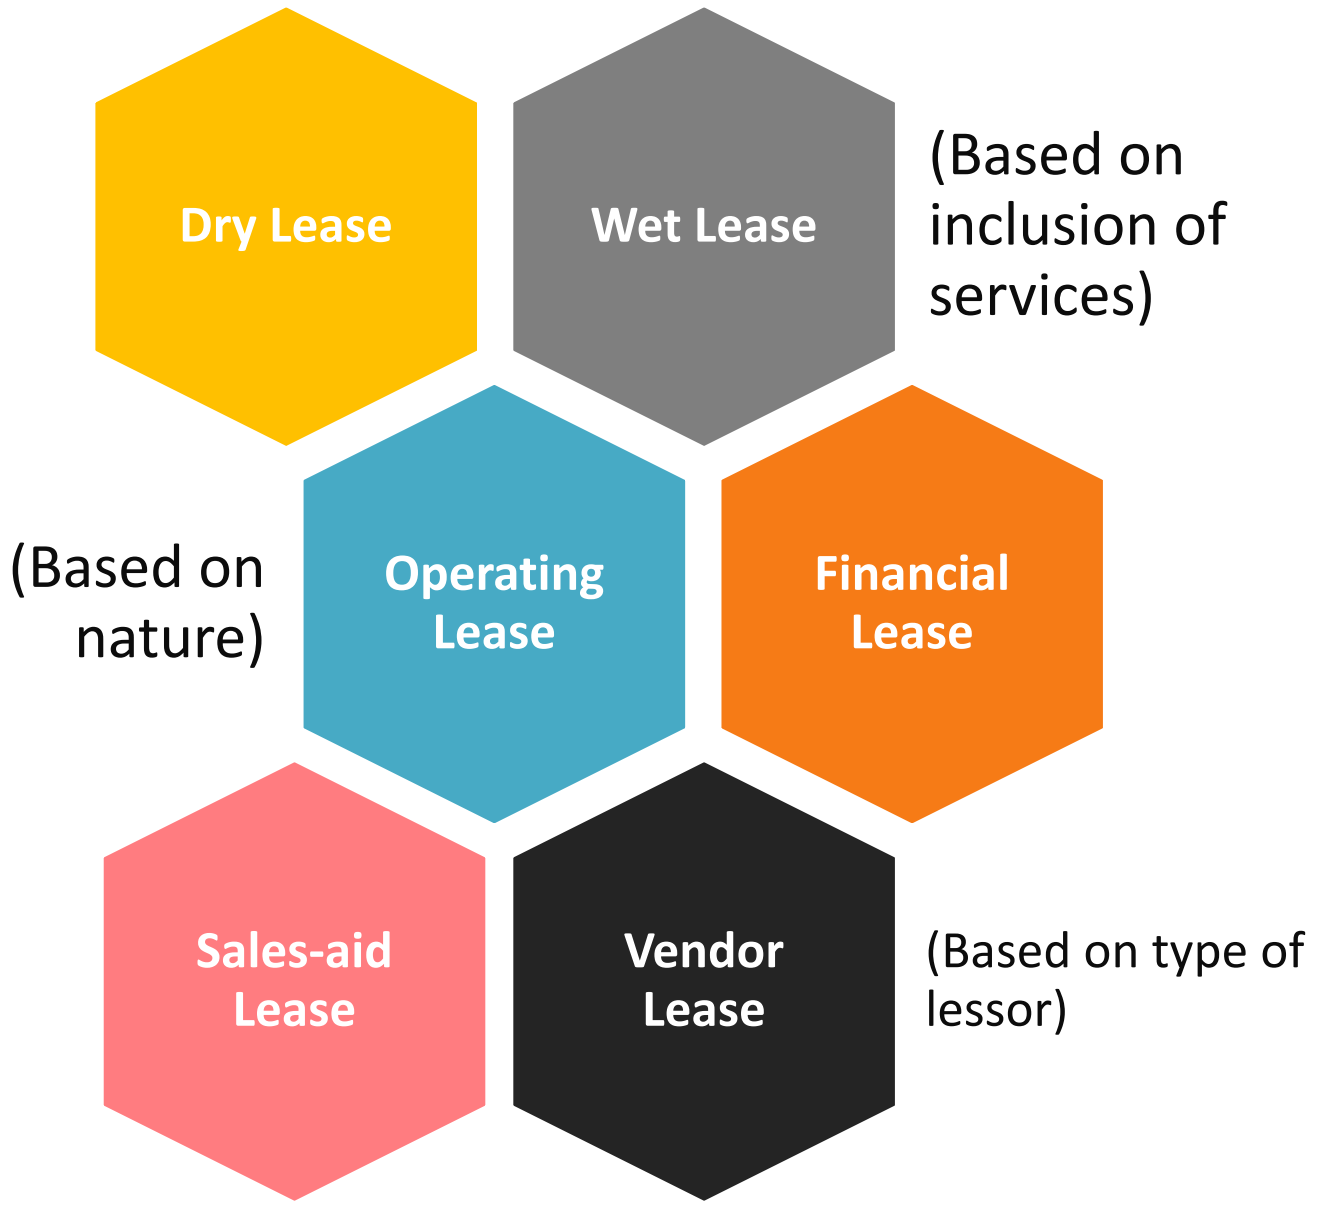 Dry Lease
Wet Lease
(Based on
inclusion of
services)
(Based on
nature)
Operating
Lease
Financial
Lease
Sales-aid
Lease
Vendor
Lease
(Based on type of
lessor)